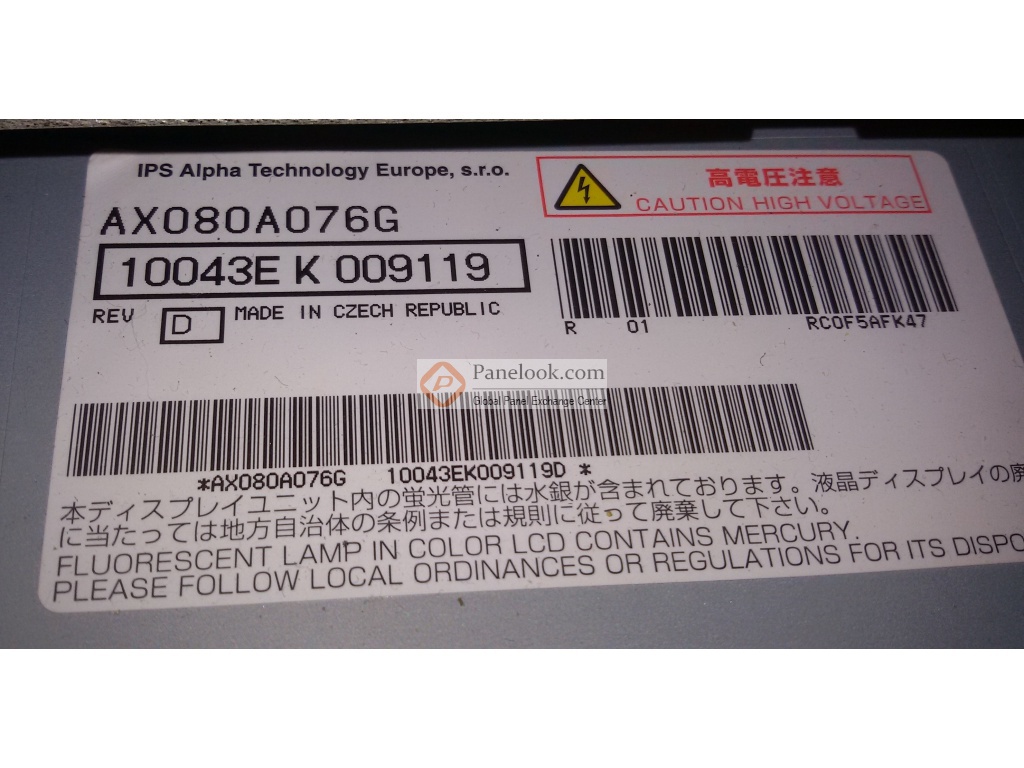 IPS Alpha Technology Europe, s.r.o.
高電圧注意
CAUTION HIGH VOLTAGE
AX080A076G
10043E K 009119
REV D MADE IN CZECH REPUBLIC
R 01 RC0F5AFK47
Panelook.com
Global Panel Exchange Center
*AX080A076G 10043EK009119D *
本ディスプレイユニット内の蛍光管には水銀が含まれております。液晶ディスプレイの廃
に当たっては地方自治体の条例または規則に従って廃棄して下さい。
FLUORESCENT LAMP IN COLOR LCD CONTAINS MERCURY.
PLEASE FOLLOW LOCAL ORDINANCES OR REGULATIONS FOR ITS DISPO